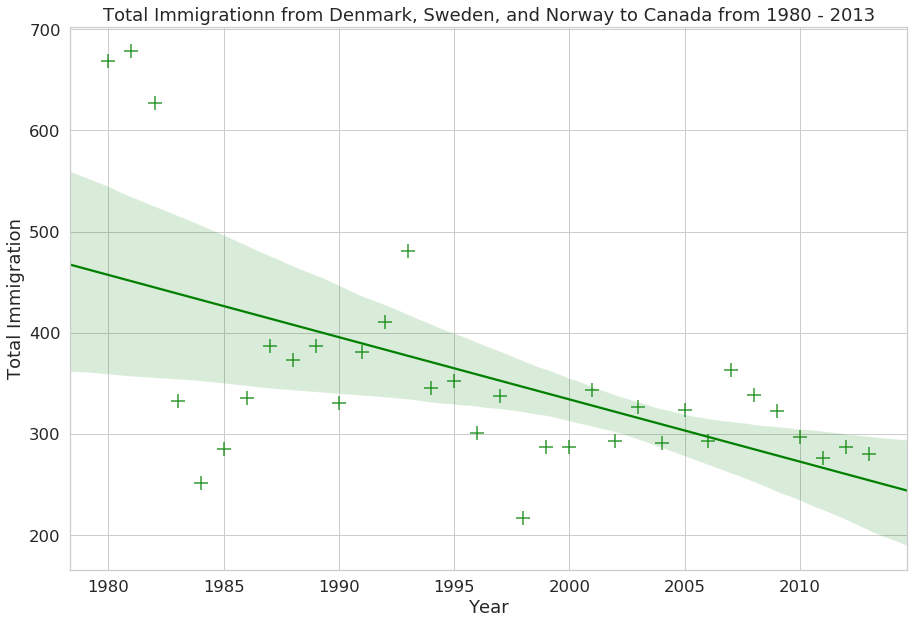 Total Immigrationn from Denmark, Sweden, and Norway to Canada from 1980 - 2013
700
600
500
400
300
200
Total Immigration
1980 1985 1990 1995 2000 2005 2010
Year